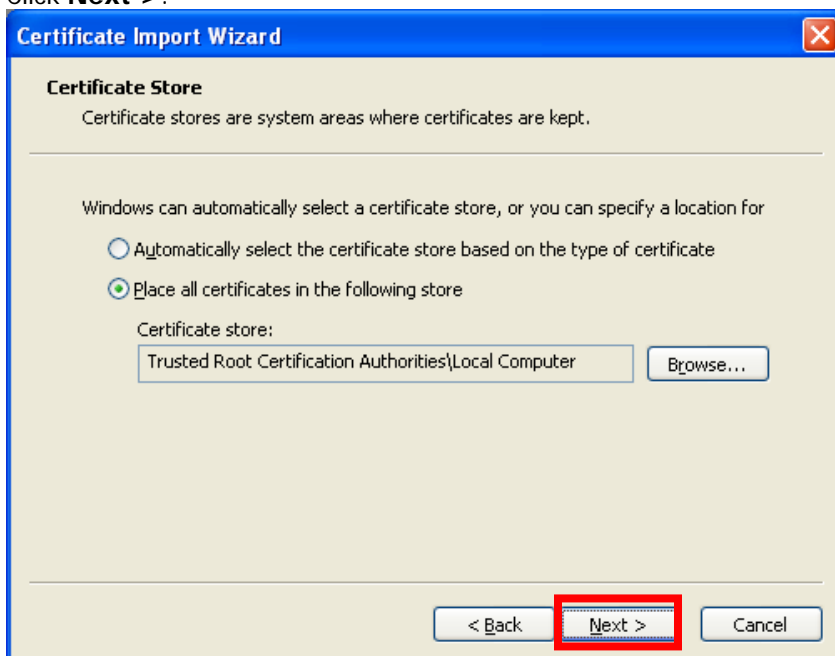 Click Next > .
Certificate Import Wizard
Certificate Store
Certificate stores are system areas where certificates are kept.
Windows can automatically select a certificate store, or you can specify a location for
Automatically select the certificate store based on the type of certificate
Place all certificates in the following store
Certificate store:
Trusted Root Certification Authorities\Local Computer
Browse...
< Back
Next >
Cancel